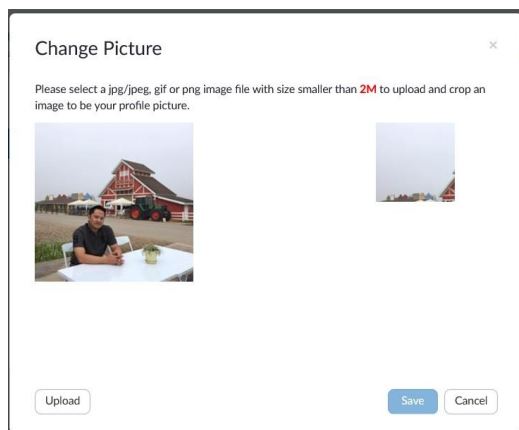 Change Picture
×
Please select a jpg/jpeg, gif or png image file with size smaller than 2M to upload and crop an
image to be your profile picture.
Upload
Save
Cancel